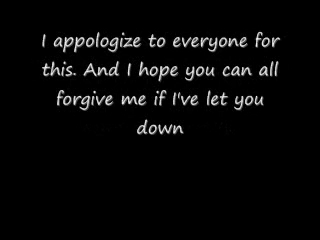 I appologize to everyone for
this. And I hope you can all
forgive me if I've let you
down